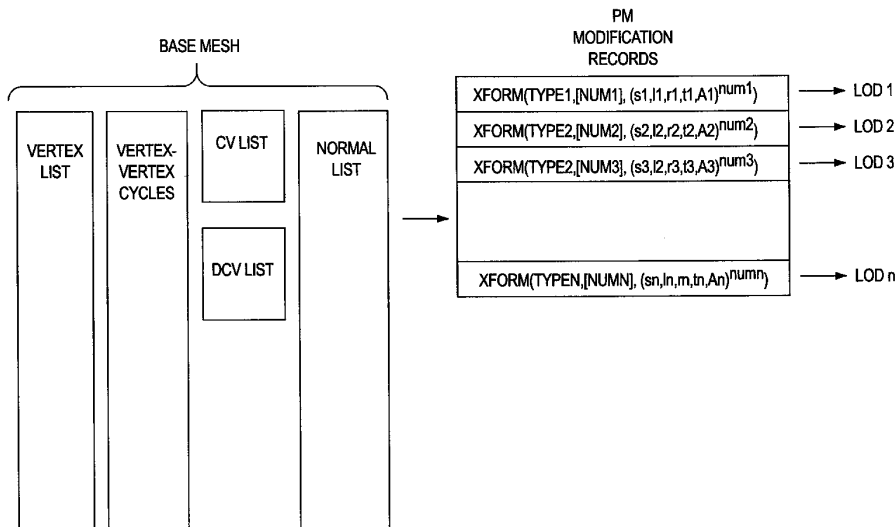 BASE MESH
VERTEX
LIST
VERTEX-
VERTEX
CYCLES
CV LIST
DCV LIST
NORMAL
LIST
PM
MODIFICATION
RECORDS
XFORM(TYPE1,[NUM1], (s1,l1,r1,t1,A1)num1)
LOD 1
XFORM(TYPE2,[NUM2], (s2,l2,r2,t2,A2)num2)
LOD 2
XFORM(TYPE2,[NUM3], (s3,l2,r3,t3,A3)num3)
LOD 3
XFORM(TYPEN,[NUMN], (sn,ln,rn,tn,An)numn)
LOD n